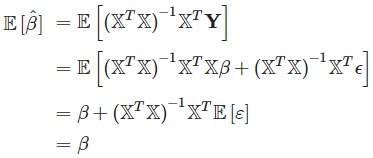 𝔼[β̂] = 𝔼[(𝕏ᵀ𝕏)⁻¹𝕏ᵀ𝐘]
= 𝔼[(𝕏ᵀ𝕏)⁻¹𝕏ᵀ𝕏β + (𝕏ᵀ𝕏)⁻¹𝕏ᵀϵ]
= β + (𝕏ᵀ𝕏)⁻¹𝕏ᵀ𝔼[ε]
= β